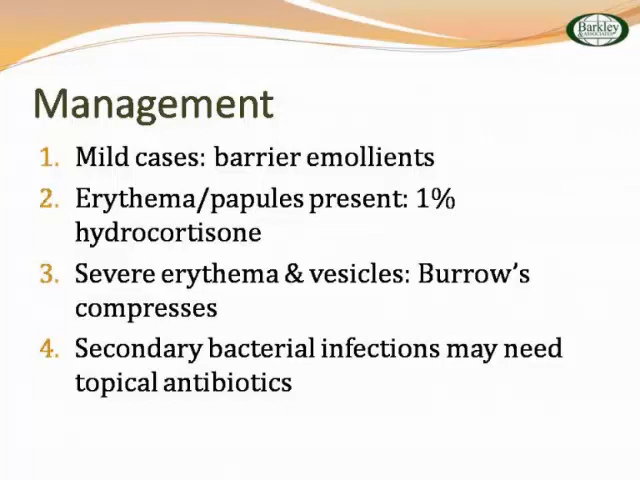 Barkley
& ASSOCIATES
Management
1. Mild cases: barrier emollients
2. Erythema/papules present: 1%
hydrocortisone
3. Severe erythema & vesicles: Burrow's
compresses
4. Secondary bacterial infections may need
topical antibiotics